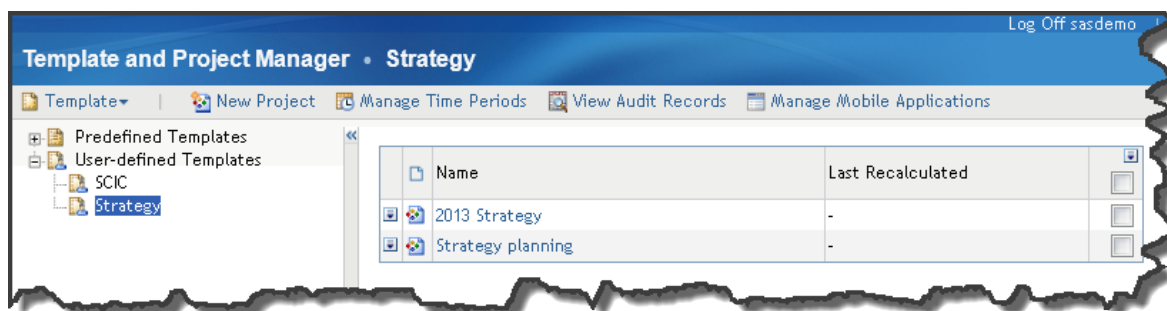 Log Off sasdemo
Template and Project Manager • Strategy
Template New Project Manage Time Periods View Audit Records Manage Mobile Applications
Predefined Templates
User-defined Templates
SCIC
Strategy
Name Last Recalculated
2013 Strategy -
Strategy planning -